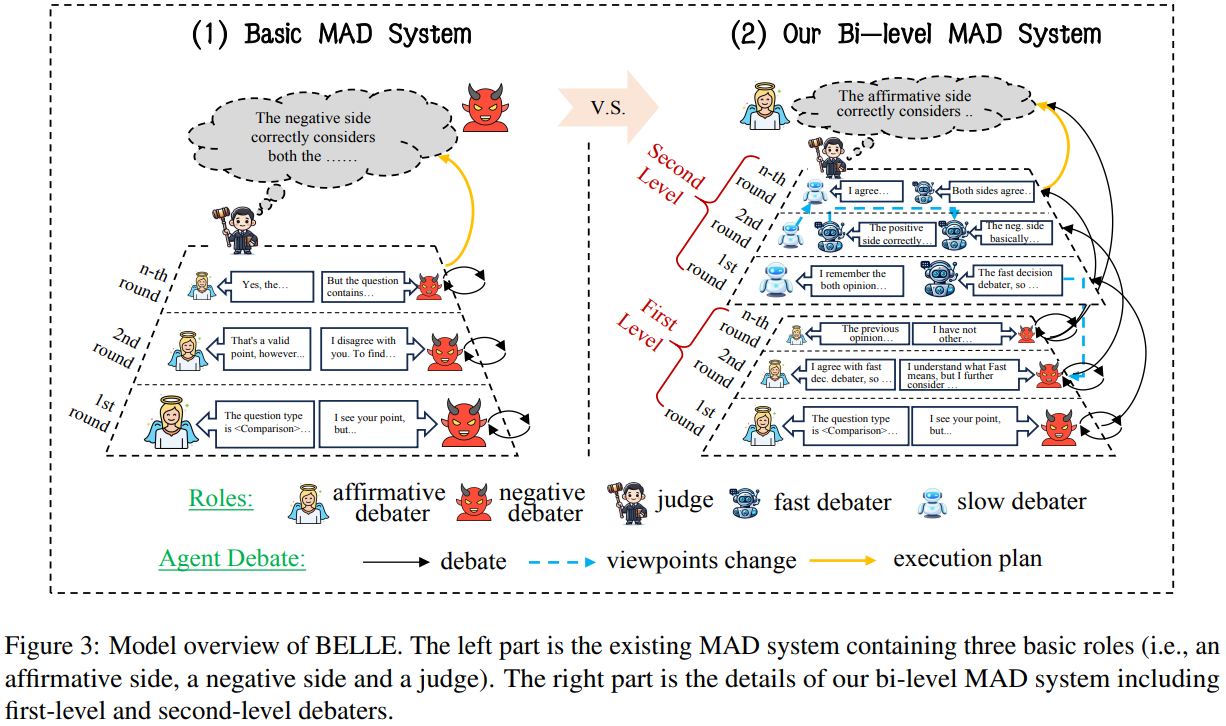 (1) Basic MAD System
The negative side
correctly considers
both the ……
n-th
round
Yes, the…
But the question
contains…
2nd
round
That's a valid
point, however...
I disagree with
you. To find…
1st
round
The question type
is <Comparison>…
I see your point,
but...
V.S.
(2) Our Bi-level MAD System
The affirmative side
correctly considers ..
Second
Level
n-th
round
I agree…
Both sides agree..
2nd
round
The positive
side correctly…
The neg. side
basically…
1st
round
I remember the
both opinion…
The fast decision
debater, so …
First
Level
n-th
round
The previous
opinion…
I have not
other…
2nd
round
I agree with fast
dec. debater, so …
I understand what Fast
means, but I further
consider …
1st
round
The question type
is <Comparison>…
I see your point,
but...
Roles:
affirmative
debater
negative
debater
judge
fast debater
slow debater
Agent Debate:
debate
viewpoints change
execution plan
Figure 3: Model overview of BELLE. The left part is the existing MAD system containing three basic roles (i.e., an
affirmative side, a negative side and a judge). The right part is the details of our bi-level MAD system including
first-level and second-level debaters.